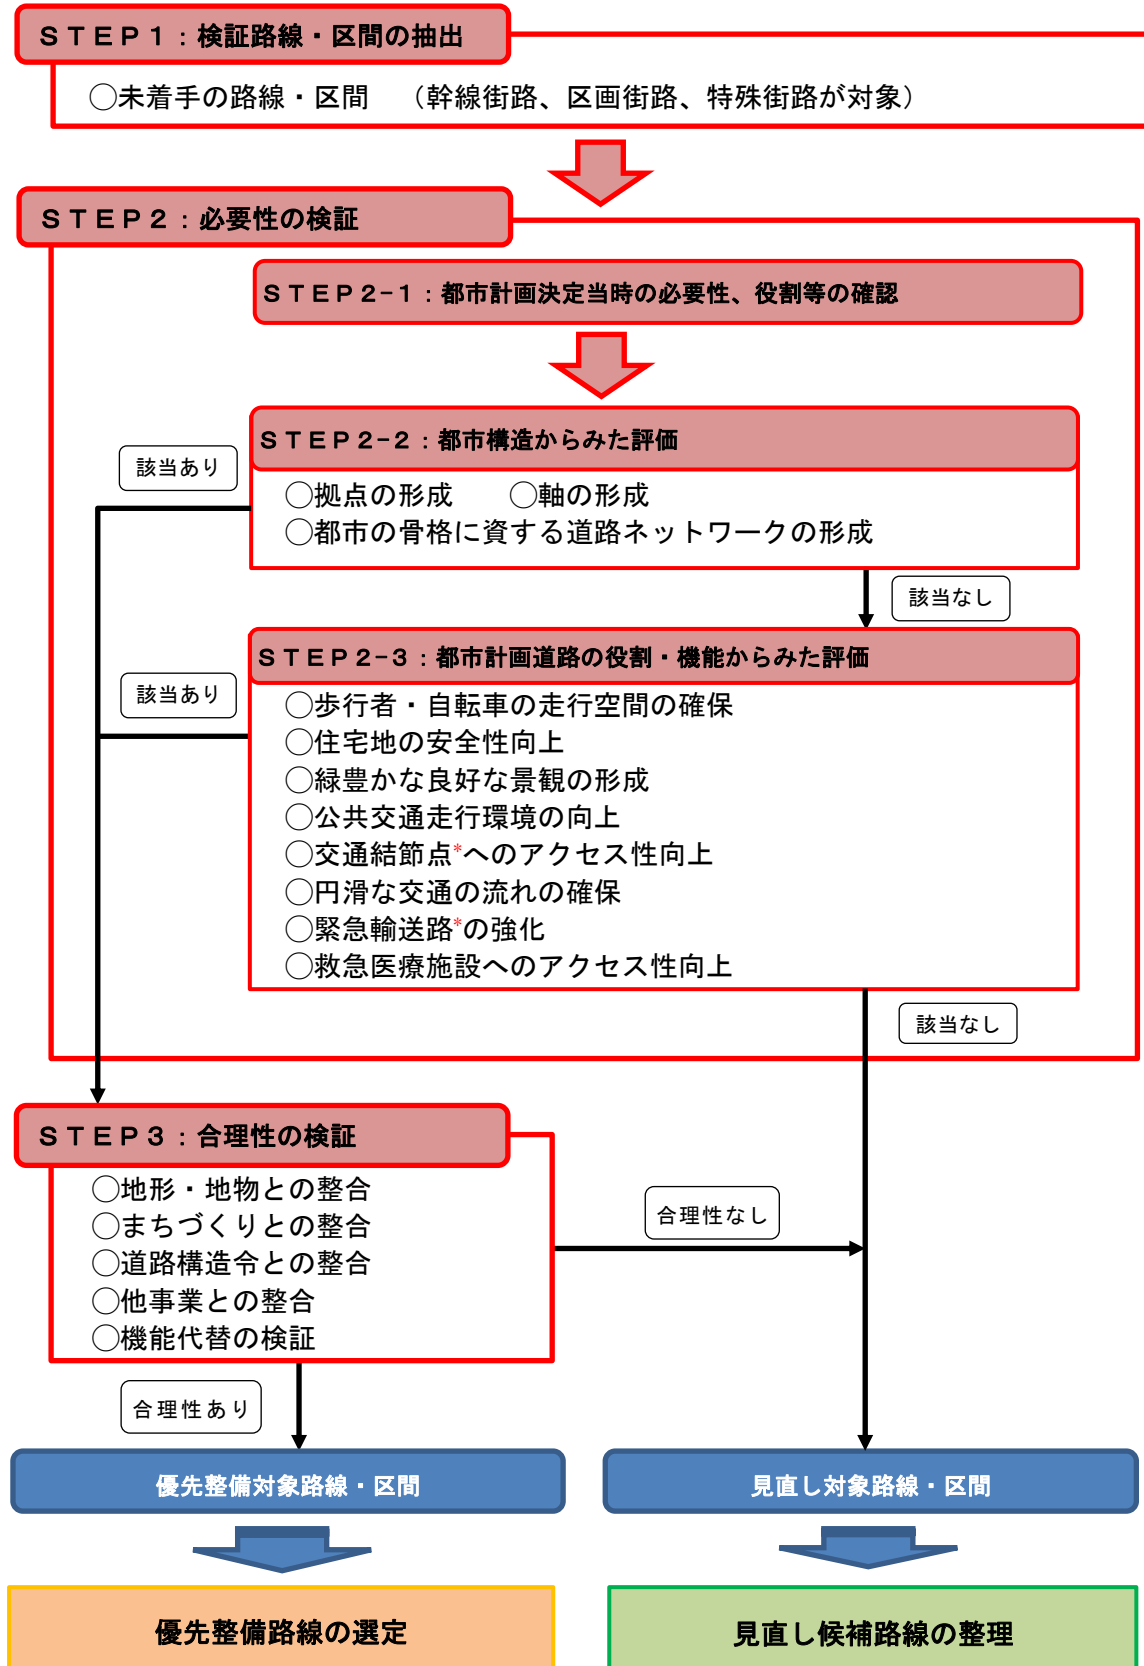 ＳＴＥＰ１：検証路線・区間の抽出
○未着手の路線・区間　（幹線街路、区画街路、特殊街路が対象）
ＳＴＥＰ２：必要性の検証
ＳＴＥＰ２-１：都市計画決定当時の必要性、役割等の確認
ＳＴＥＰ２-２：都市構造からみた評価
該当あり
○拠点の形成　　○軸の形成
○都市の骨格に資する道路ネットワークの形成
該当なし
ＳＴＥＰ２-３：都市計画道路の役割・機能からみた評価
該当あり
○歩行者・自転車の走行空間の確保
○住宅地の安全性向上
○緑豊かな良好な景観の形成
○公共交通走行環境の向上
○交通結節点*へのアクセス性向上
○円滑な交通の流れの確保
○緊急輸送路*の強化
○救急医療施設へのアクセス性向上
該当なし
ＳＴＥＰ３：合理性の検証
○地形・地物との整合
○まちづくりとの整合
○道路構造令との整合
○他事業との整合
○機能代替の検証
合理性なし
合理性あり
優先整備対象路線・区間
見直し対象路線・区間
優先整備路線の選定
見直し候補路線の整理